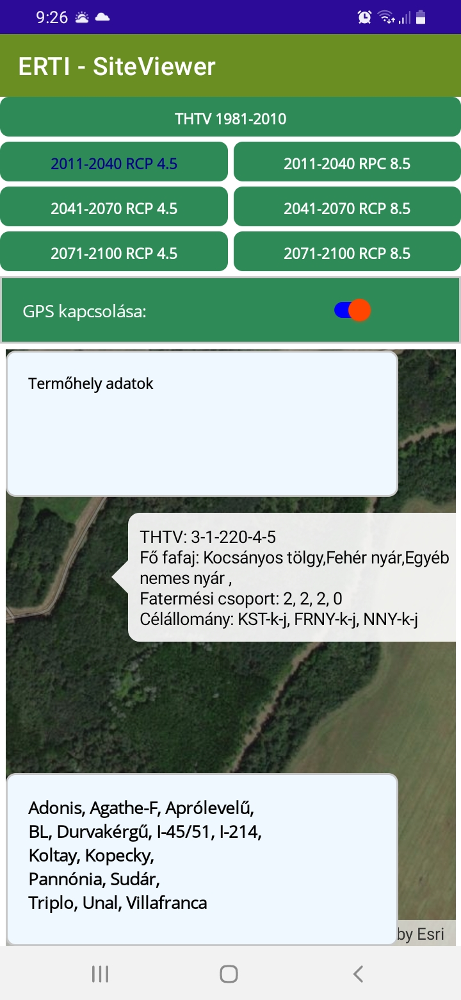 9:26
ERTI - SiteViewer
THTV 1981-2010
2011-2040 RCP 4.5
2011-2040 RPC 8.5
2041-2070 RCP 4.5
2041-2070 RCP 8.5
2071-2100 RCP 4.5
2071-2100 RCP 8.5
GPS kapcsolása:
Termőhely adatok
THTV: 3-1-220-4-5
Fő fafaj: Kocsányos tölgy,Fehér nyár,Egyéb
nemes nyár ,
Fatermési csoport: 2, 2, 2, 0
Célállomány: KST-k-j, FRNY-k-j, NNY-k-j
Adonis, Agathe-F, Aprólevelű,
BL, Durvakérgű, I-45/51, I-214,
Koltay, Kopecky,
Pannónia, Sudár,
Triplo, Unal, Villafranca
by Esri